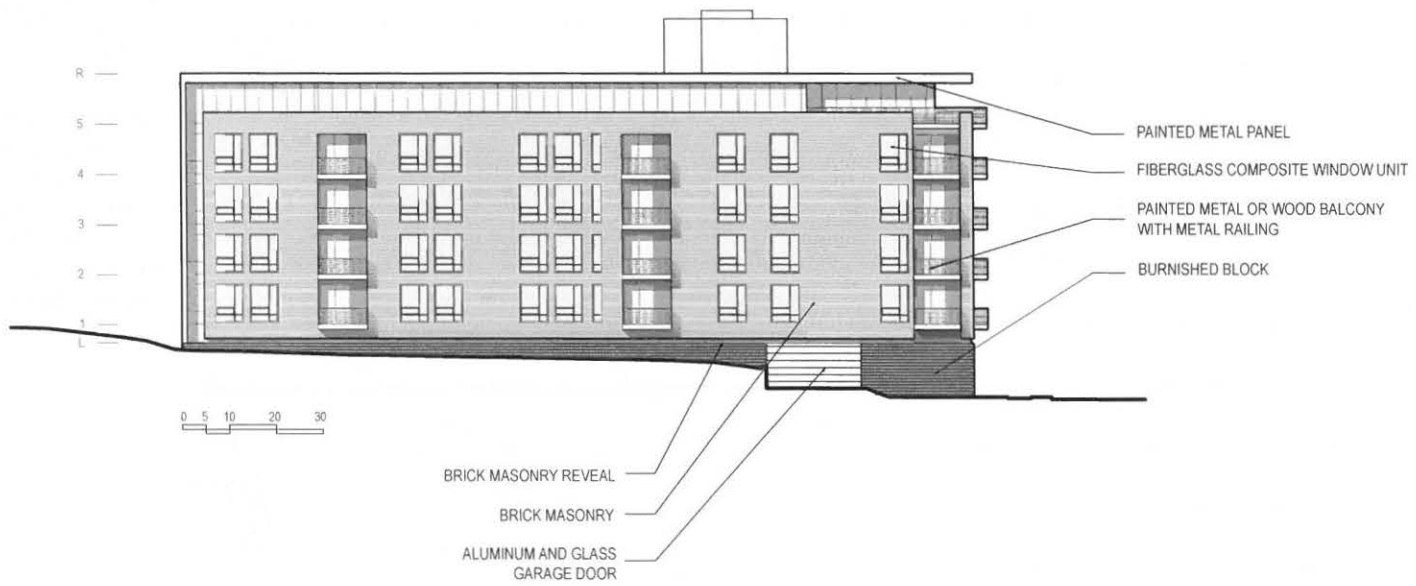 R
5
4
3
2
1
L
PAINTED METAL PANEL
FIBERGLASS COMPOSITE WINDOW UNIT
PAINTED METAL OR WOOD BALCONY
WITH METAL RAILING
BURNISHED BLOCK
0 5 10 20 30
BRICK MASONRY REVEAL
BRICK MASONRY
ALUMINUM AND GLASS
GARAGE DOOR